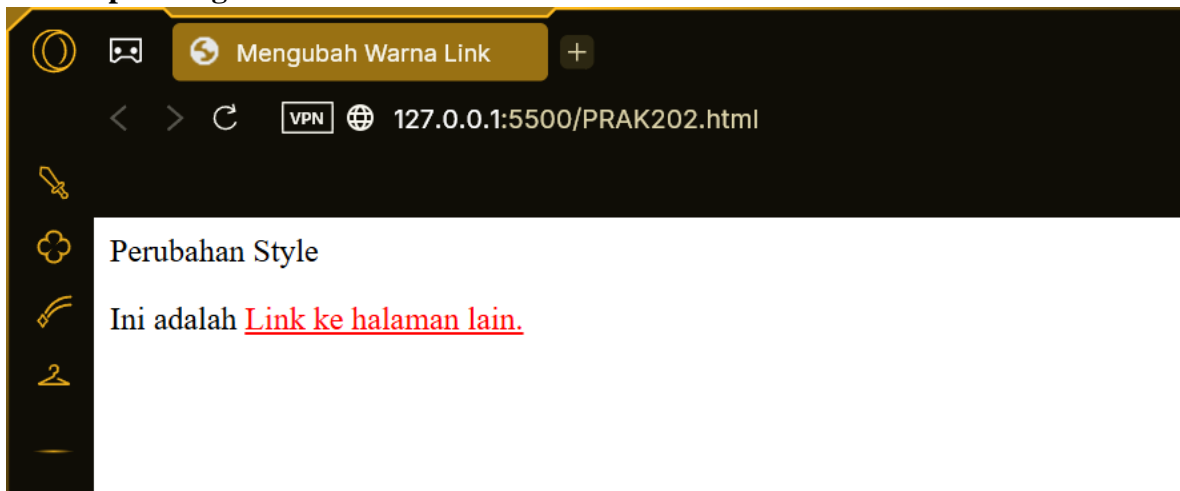 Mengubah Warna Link
VPN 127.0.0.1:5500/PRAK202.html
Perubahan Style
Ini adalah Link ke halaman lain.